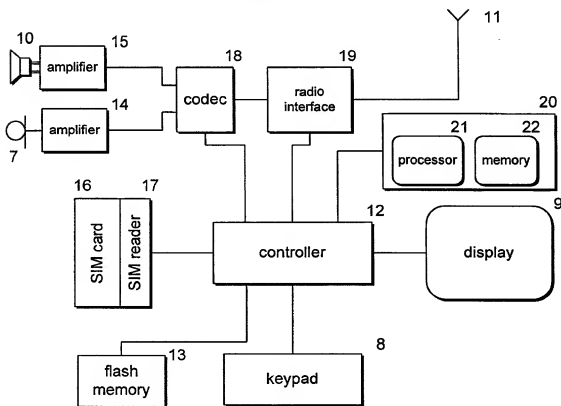 10
15
amplifier
18
codec
19
radio
interface
11
14
amplifier
7
20
21
processor
22
memory
16
SIM card
17
SIM reader
12
controller
9
display
13
flash
memory
8
keypad